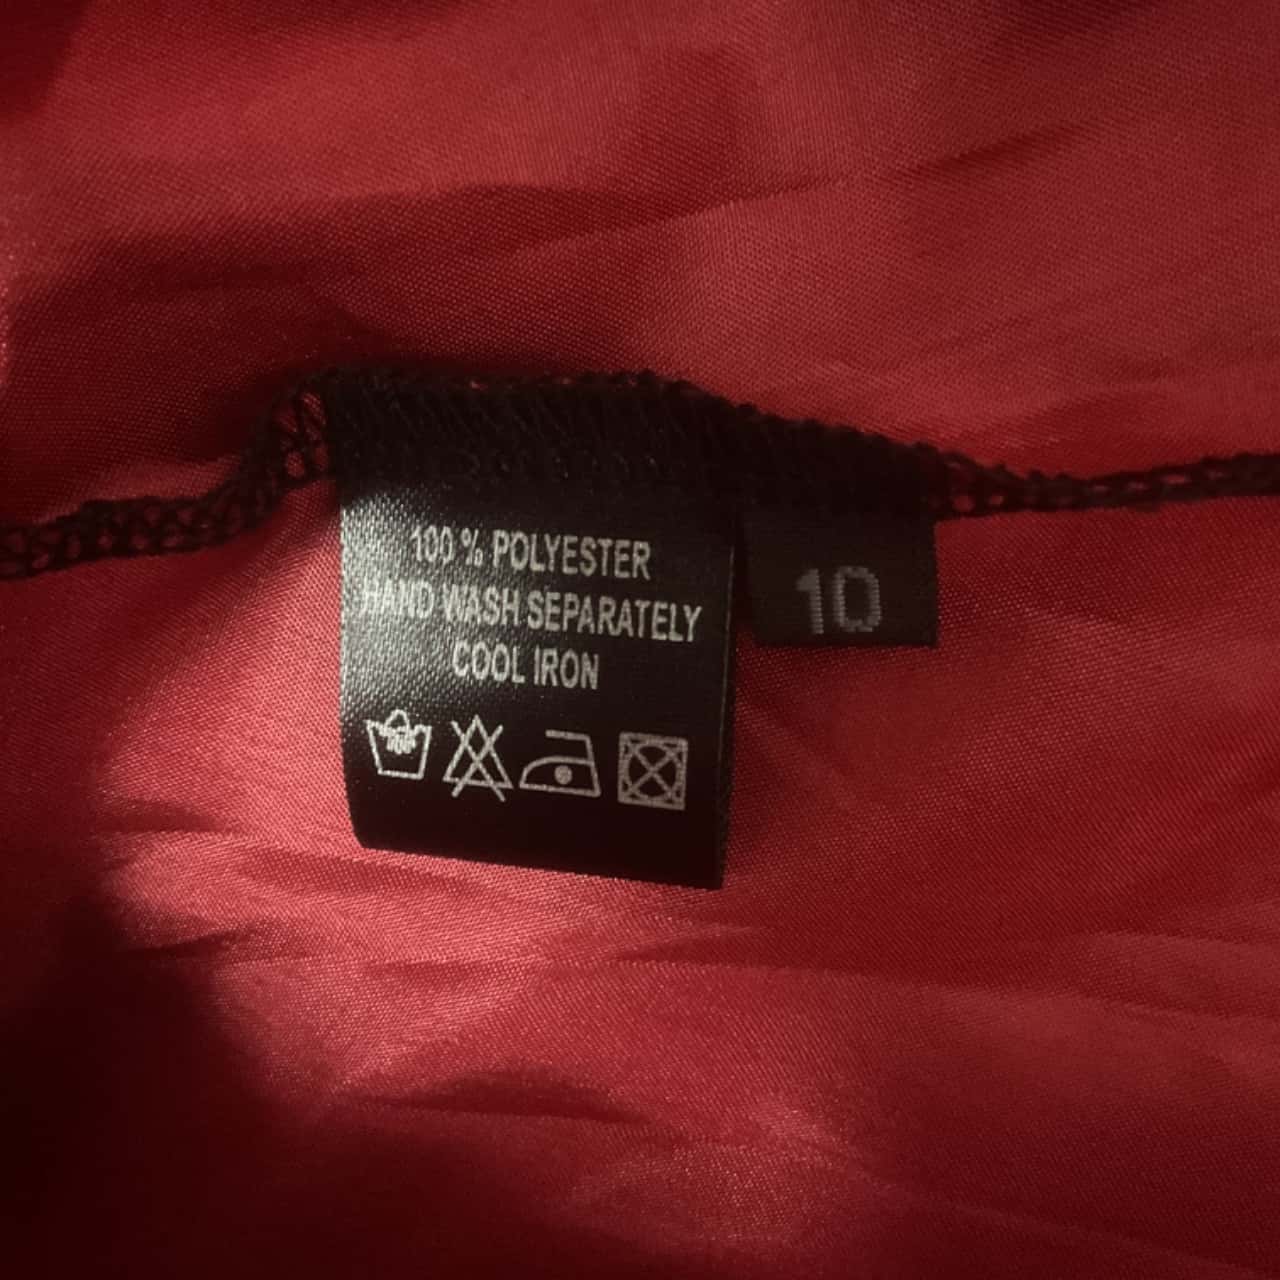 100 % POLYESTER
HAND WASH SEPARATELY
COOL IRON
10